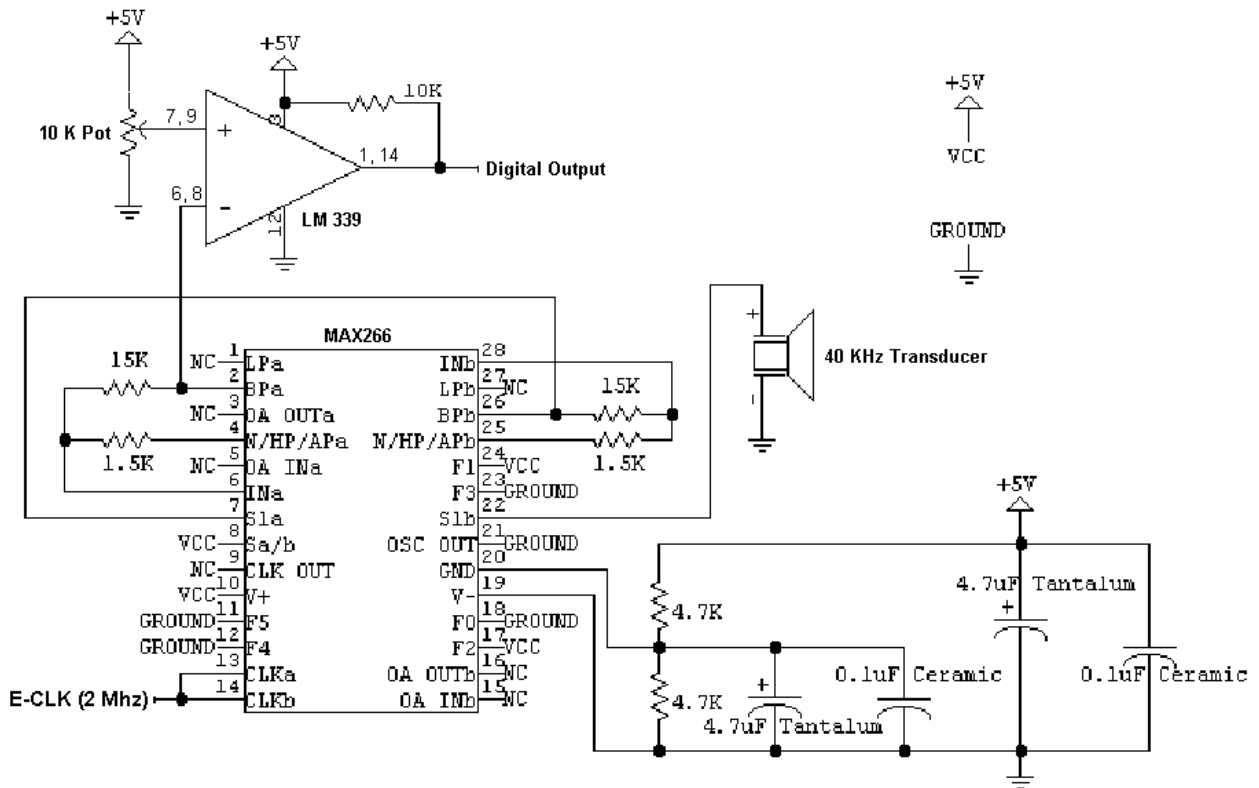 +5V
+5V
+5V
10K
10 K Pot
7,9
+
3
1,14
Digital Output
6,8
-
12
LM 339
VCC
GROUND
MAX266
+
40 KHz Transducer
-
15K
NC
1
LPa
2
BPa
NC
3
OA OUTa
4
N/HP/APa
1.5K
NC
5
OA INa
6
INa
7
S1a
VCC
8
Sa/b
NC
9
CLK OUT
VCC
10
V+
GROUND
11
F5
GROUND
12
F4
13
CLKa
E-CLK (2 Mhz)
14
CLKb
INb
28
LPb
27
NC
BPb
26
15K
N/HP/APb
25
1.5K
F1
24
VCC
F3
23
GROUND
S1b
22
OSC OUT
21
GROUND
GND
20
V-
19
F0
18
GROUND
F2
17
VCC
OA OUTb
16
NC
OA INb
15
NC
+5V
4.7K
4.7uF Tantalum
+
0.1uF Ceramic
4.7K
+
4.7uF Tantalum
0.1uF Ceramic